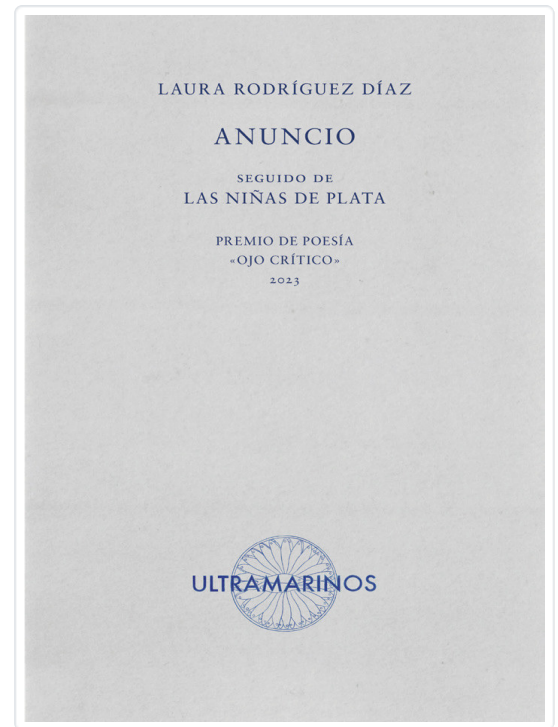 LAURA RODRÍGUEZ DÍAZ
ANUNCIO
SEGUIDO DE
LAS NIÑAS DE PLATA
PREMIO DE POESÍA
«OJO CRÍTICO»
2023
ULTRAMARINOS